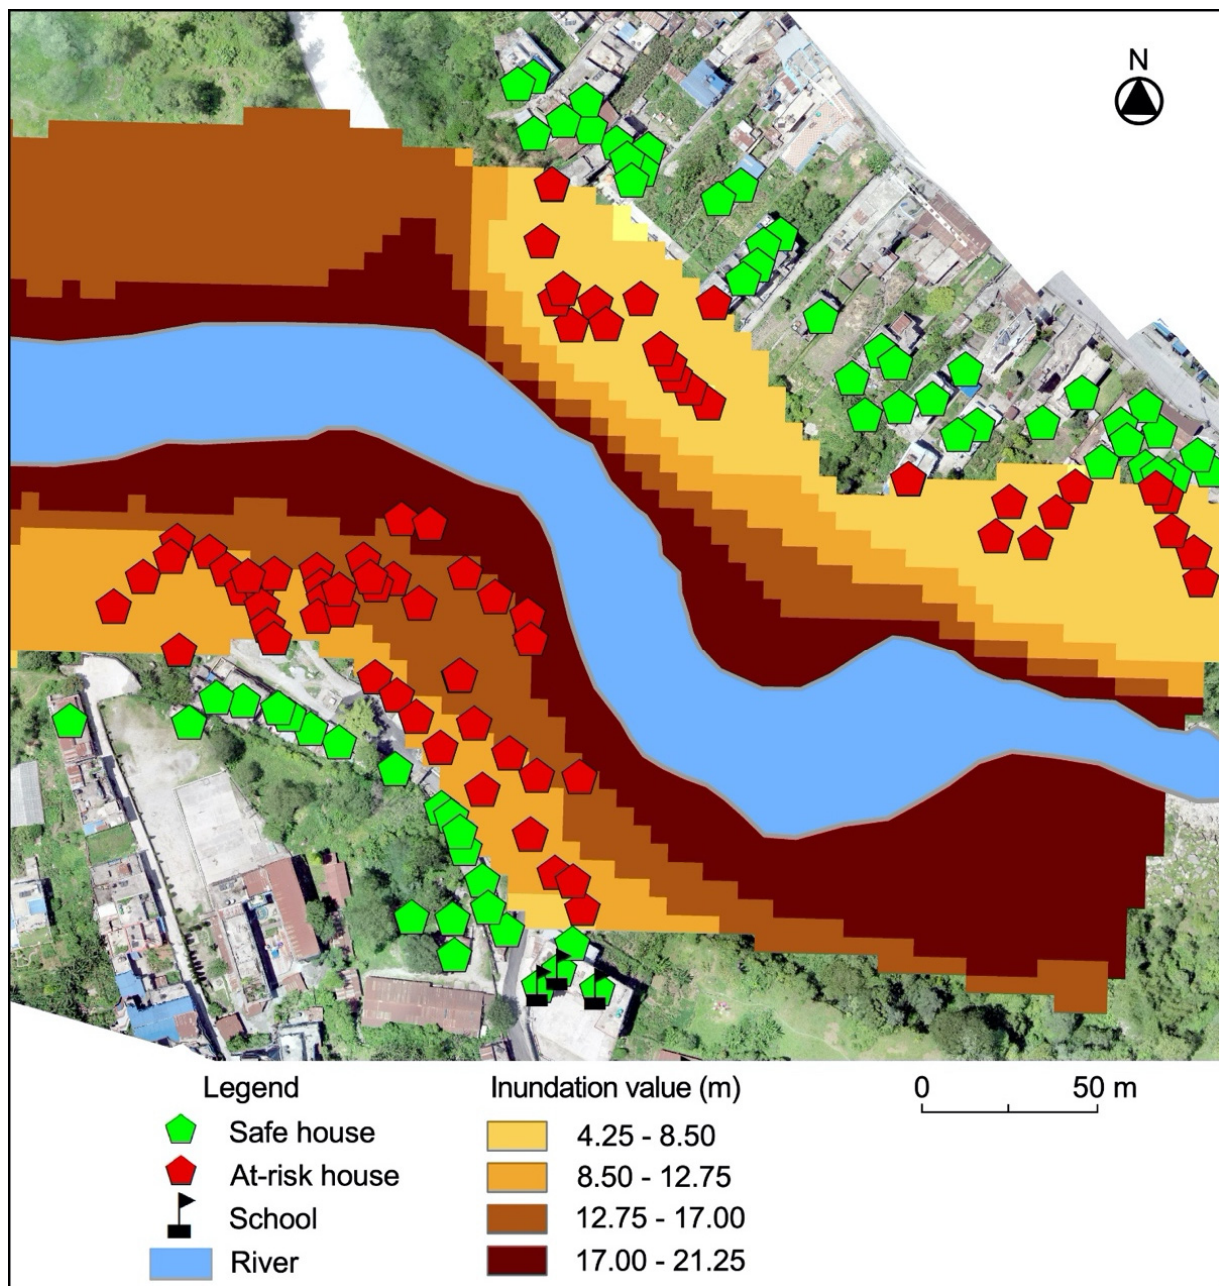 N
Legend
Safe house
At-risk house
School
River
Inundation value (m)
4.25 - 8.50
8.50 - 12.75
12.75 - 17.00
17.00 - 21.25
0 50 m